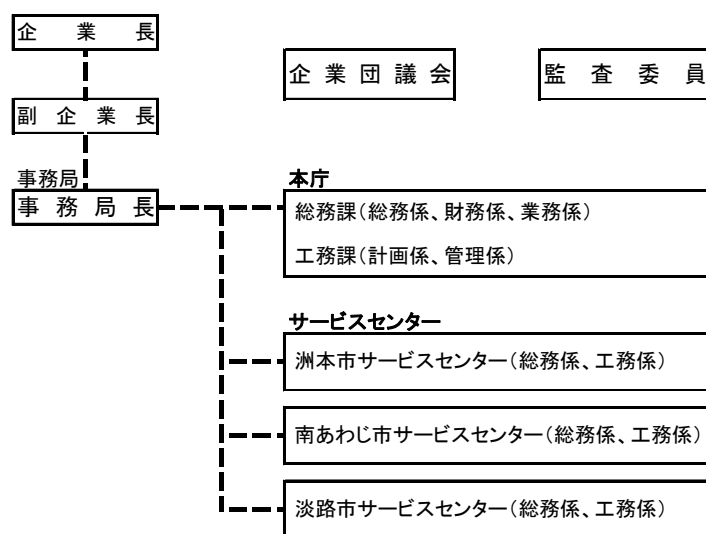 企業長
企業団議会
監査委員
副企業長
事務局
事務局長
本庁
総務課(総務係、財務係、業務係)
工務課(計画係、管理係)
サービスセンター
洲本市サービスセンター(総務係、工務係)
南あわじ市サービスセンター(総務係、工務係)
淡路市サービスセンター(総務係、工務係)